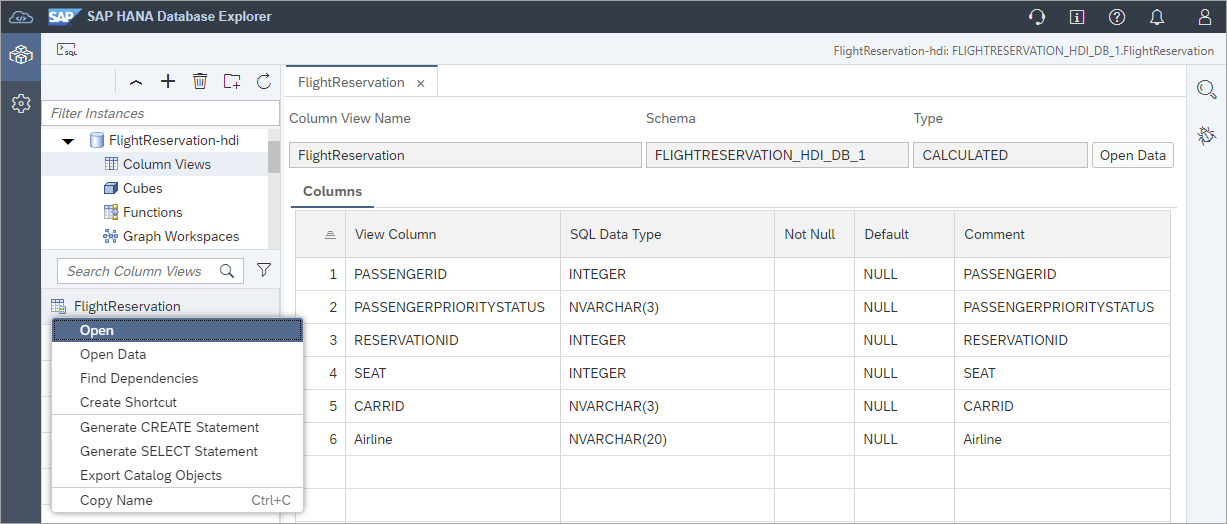 SAP SAP HANA Database Explorer
SQL
FlightReservation-hdi: FLIGHTRESERVATION_HDI_DB_1.FlightReservation
Filter Instances
FlightReservation-hdi
Column Views
Cubes
Functions
Graph Workspaces
Search Column Views
FlightReservation
Open
Open Data
Find Dependencies
Create Shortcut
Generate CREATE Statement
Generate SELECT Statement
Export Catalog Objects
Copy Name Ctrl+C
FlightReservation ×
Column View Name Schema Type
FlightReservation FLIGHTRESERVATION_HDI_DB_1 CALCULATED Open Data
Columns
View Column SQL Data Type Not Null Default Comment
1 PASSENGERID INTEGER NULL PASSENGERID
2 PASSENGERPRIORITYSTATUS NVARCHAR(3) NULL PASSENGERPRIORITYSTATUS
3 RESERVATIONID INTEGER NULL RESERVATIONID
4 SEAT INTEGER NULL SEAT
5 CARRID NVARCHAR(3) NULL CARRID
6 Airline NVARCHAR(20) NULL Airline